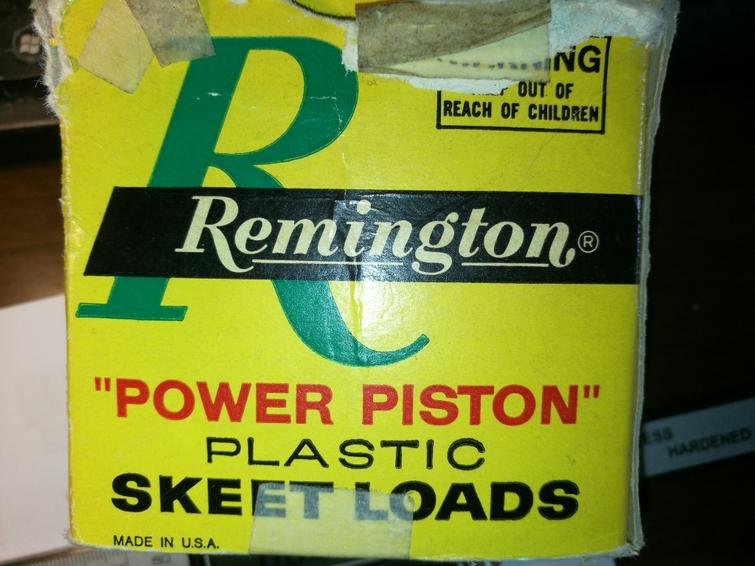 R
OUT OF
REACH OF CHILDREN
Remington®
"POWER PISTON"
PLASTIC
SKEET LOADS
MADE IN U.S.A.
HARDENED